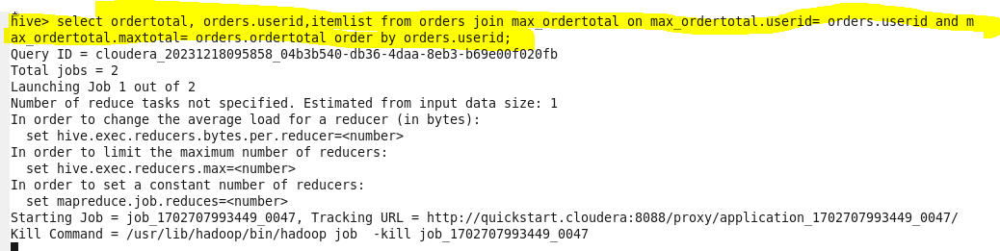 hive> select ordertotal, orders.userid,itemlist from orders join max_ordertotal on max_ordertotal.userid= orders.userid and m
ax_ordertotal.maxtotal= orders.ordertotal order by orders.userid;
Query ID = cloudera_20231218095858_04b3b540-db36-4daa-8eb3-b69e00f020fb
Total jobs = 2
Launching Job 1 out of 2
Number of reduce tasks not specified. Estimated from input data size: 1
In order to change the average load for a reducer (in bytes):
  set hive.exec.reducers.bytes.per.reducer=<number>
In order to limit the maximum number of reducers:
  set hive.exec.reducers.max=<number>
In order to set a constant number of reducers:
  set mapreduce.job.reduces=<number>
Starting Job = job_1702707993449_0047, Tracking URL = http://quickstart.cloudera:8088/proxy/application_1702707993449_0047/
Kill Command = /usr/lib/hadoop/bin/hadoop job  -kill job_1702707993449_0047